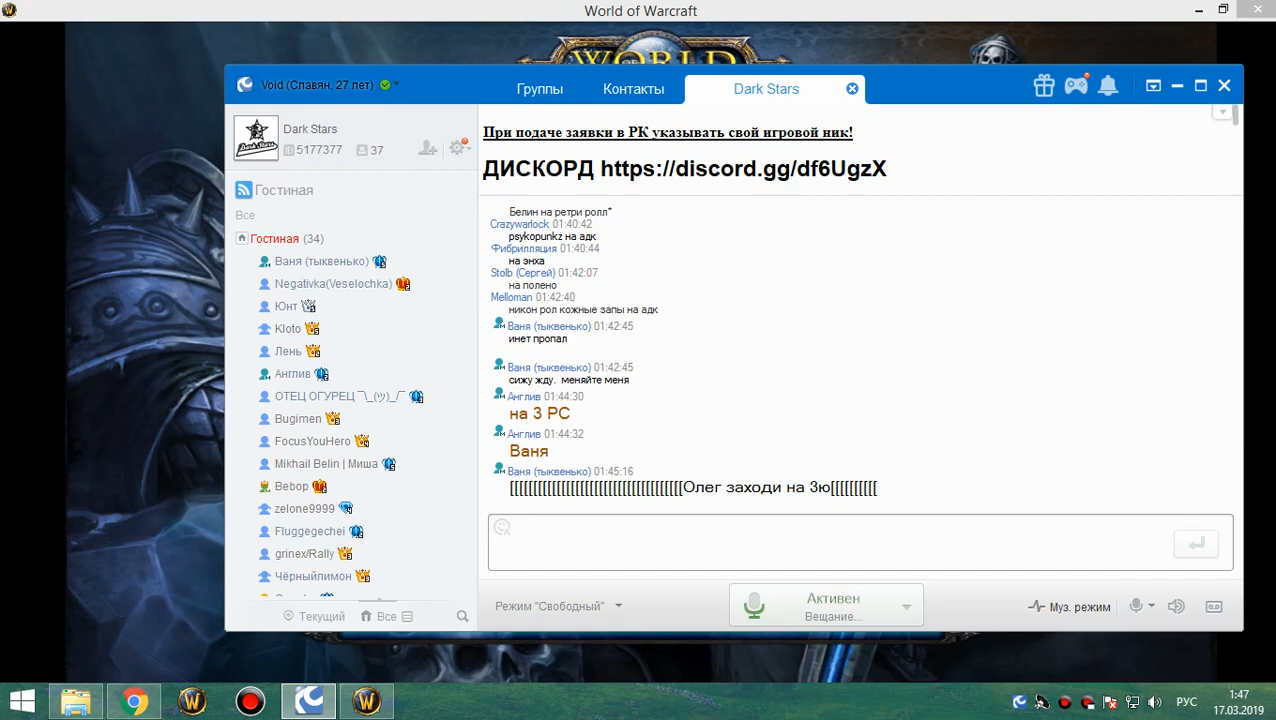 World of Warcraft
WORLD
Void (Славян, 27 лет)
Группы
Контакты
Dark Stars
Dark Stars
5177377
37
Гостиная
Все
Гостиная (34)
Ваня (тыквенько)
Negativka(Veselochka)
Юнт
Kloto
Лень
Англив
ОТЕЦ ОГУРЕЦ ¯\_(ツ)_/¯
Bugimen
FocusYouHero
Mikhail Belin | Миша
Bebop
zelone9999
Fluggegechei
grinex/Rally
Чёрныйлимон
Текущий
Все
При подаче заявки в РК указывать свой игровой ник!
ДИСКОРД https://discord.gg/df6UgzX
Белин на ретри ролл*
Crazywarlock 01:40:42
psykopunkz на адк
Фибрилляция 01:40:44
на энха
Stolb (Сергей) 01:42:07
на полено
Melloman 01:42:40
никон рол кожные запы на адк
Ваня (тыквенько) 01:42:45
инет пропал
Ваня (тыквенько) 01:42:45
сижу жду. меняйте меня
Англив 01:44:30
на 3 РС
Англив 01:44:32
Ваня
Ваня (тыквенько) 01:45:16
[[[[[[[[[[[[[[[[[[[[[[[[[[[[[[[[[[[[[Олег заходи на 3ю[[[[[[[[[[
Режим "Свободный"
Активен
Вещание...
Муз. режим
РУС
1:47
17.03.2019